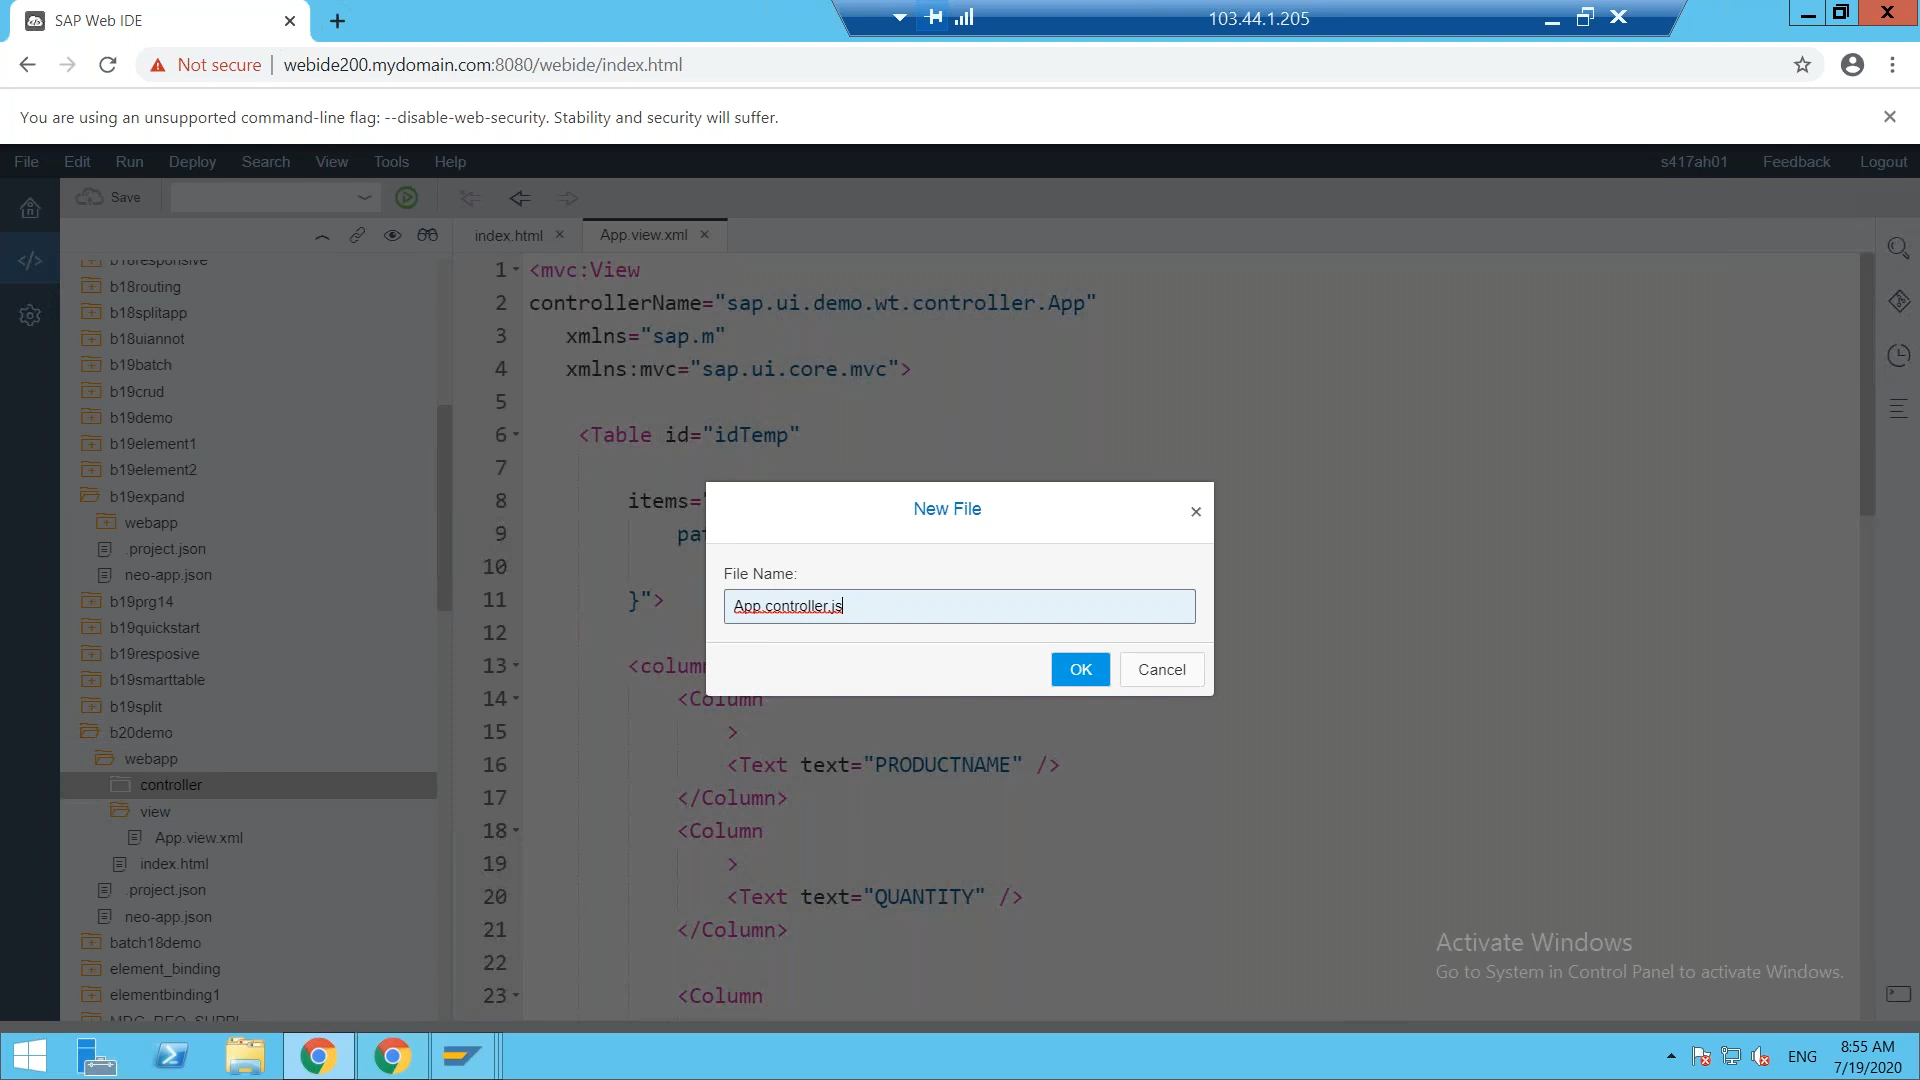 SAP Web IDE
103.44.1.205
Not secure
webide200.mydomain.com:8080/webide/index.html
You are using an unsupported command-line flag: --disable-web-security. Stability and security will suffer.
File Edit Run Deploy Search View Tools Help
s417ah01 Feedback Logout
Save
index.html
App.view.xml
b18responsive
b18routing
b18splitapp
b18uiannot
b19batch
b19crud
b19demo
b19element1
b19element2
b19expand
webapp
.project.json
neo-app.json
b19prg14
b19quickstart
b19resposive
b19smarttable
b19split
b20demo
webapp
controller
view
App.view.xml
index.html
.project.json
neo-app.json
batch18demo
element_binding
elementbinding1
1 <mvc:View
2 controllerName="sap.ui.demo.wt.controller.App"
3 xmlns="sap.m"
4 xmlns:mvc="sap.ui.core.mvc">
5
6 <Table id="idTemp"
7
8 items=
9
10
11 }">
12
13
14 <Column
15 >
16 <Text text="PRODUCTNAME" />
17 </Column>
18 <Column
19 >
20 <Text text="QUANTITY" />
21 </Column>
22
23 <Column
New File
File Name:
App.controller.js
OK Cancel
Activate Windows
Go to System in Control Panel to activate Windows.
ENG
8:55 AM
7/19/2020